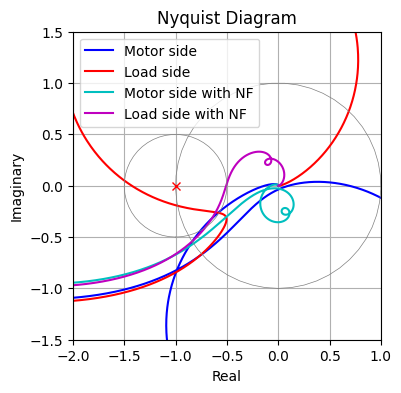 Nyquist Diagram
Motor side
Load side
Motor side with NF
Load side with NF
1.5
1.0
0.5
0.0
−0.5
−1.0
−1.5
Imaginary
−2.0 −1.5 −1.0 −0.5 0.0 0.5 1.0
Real